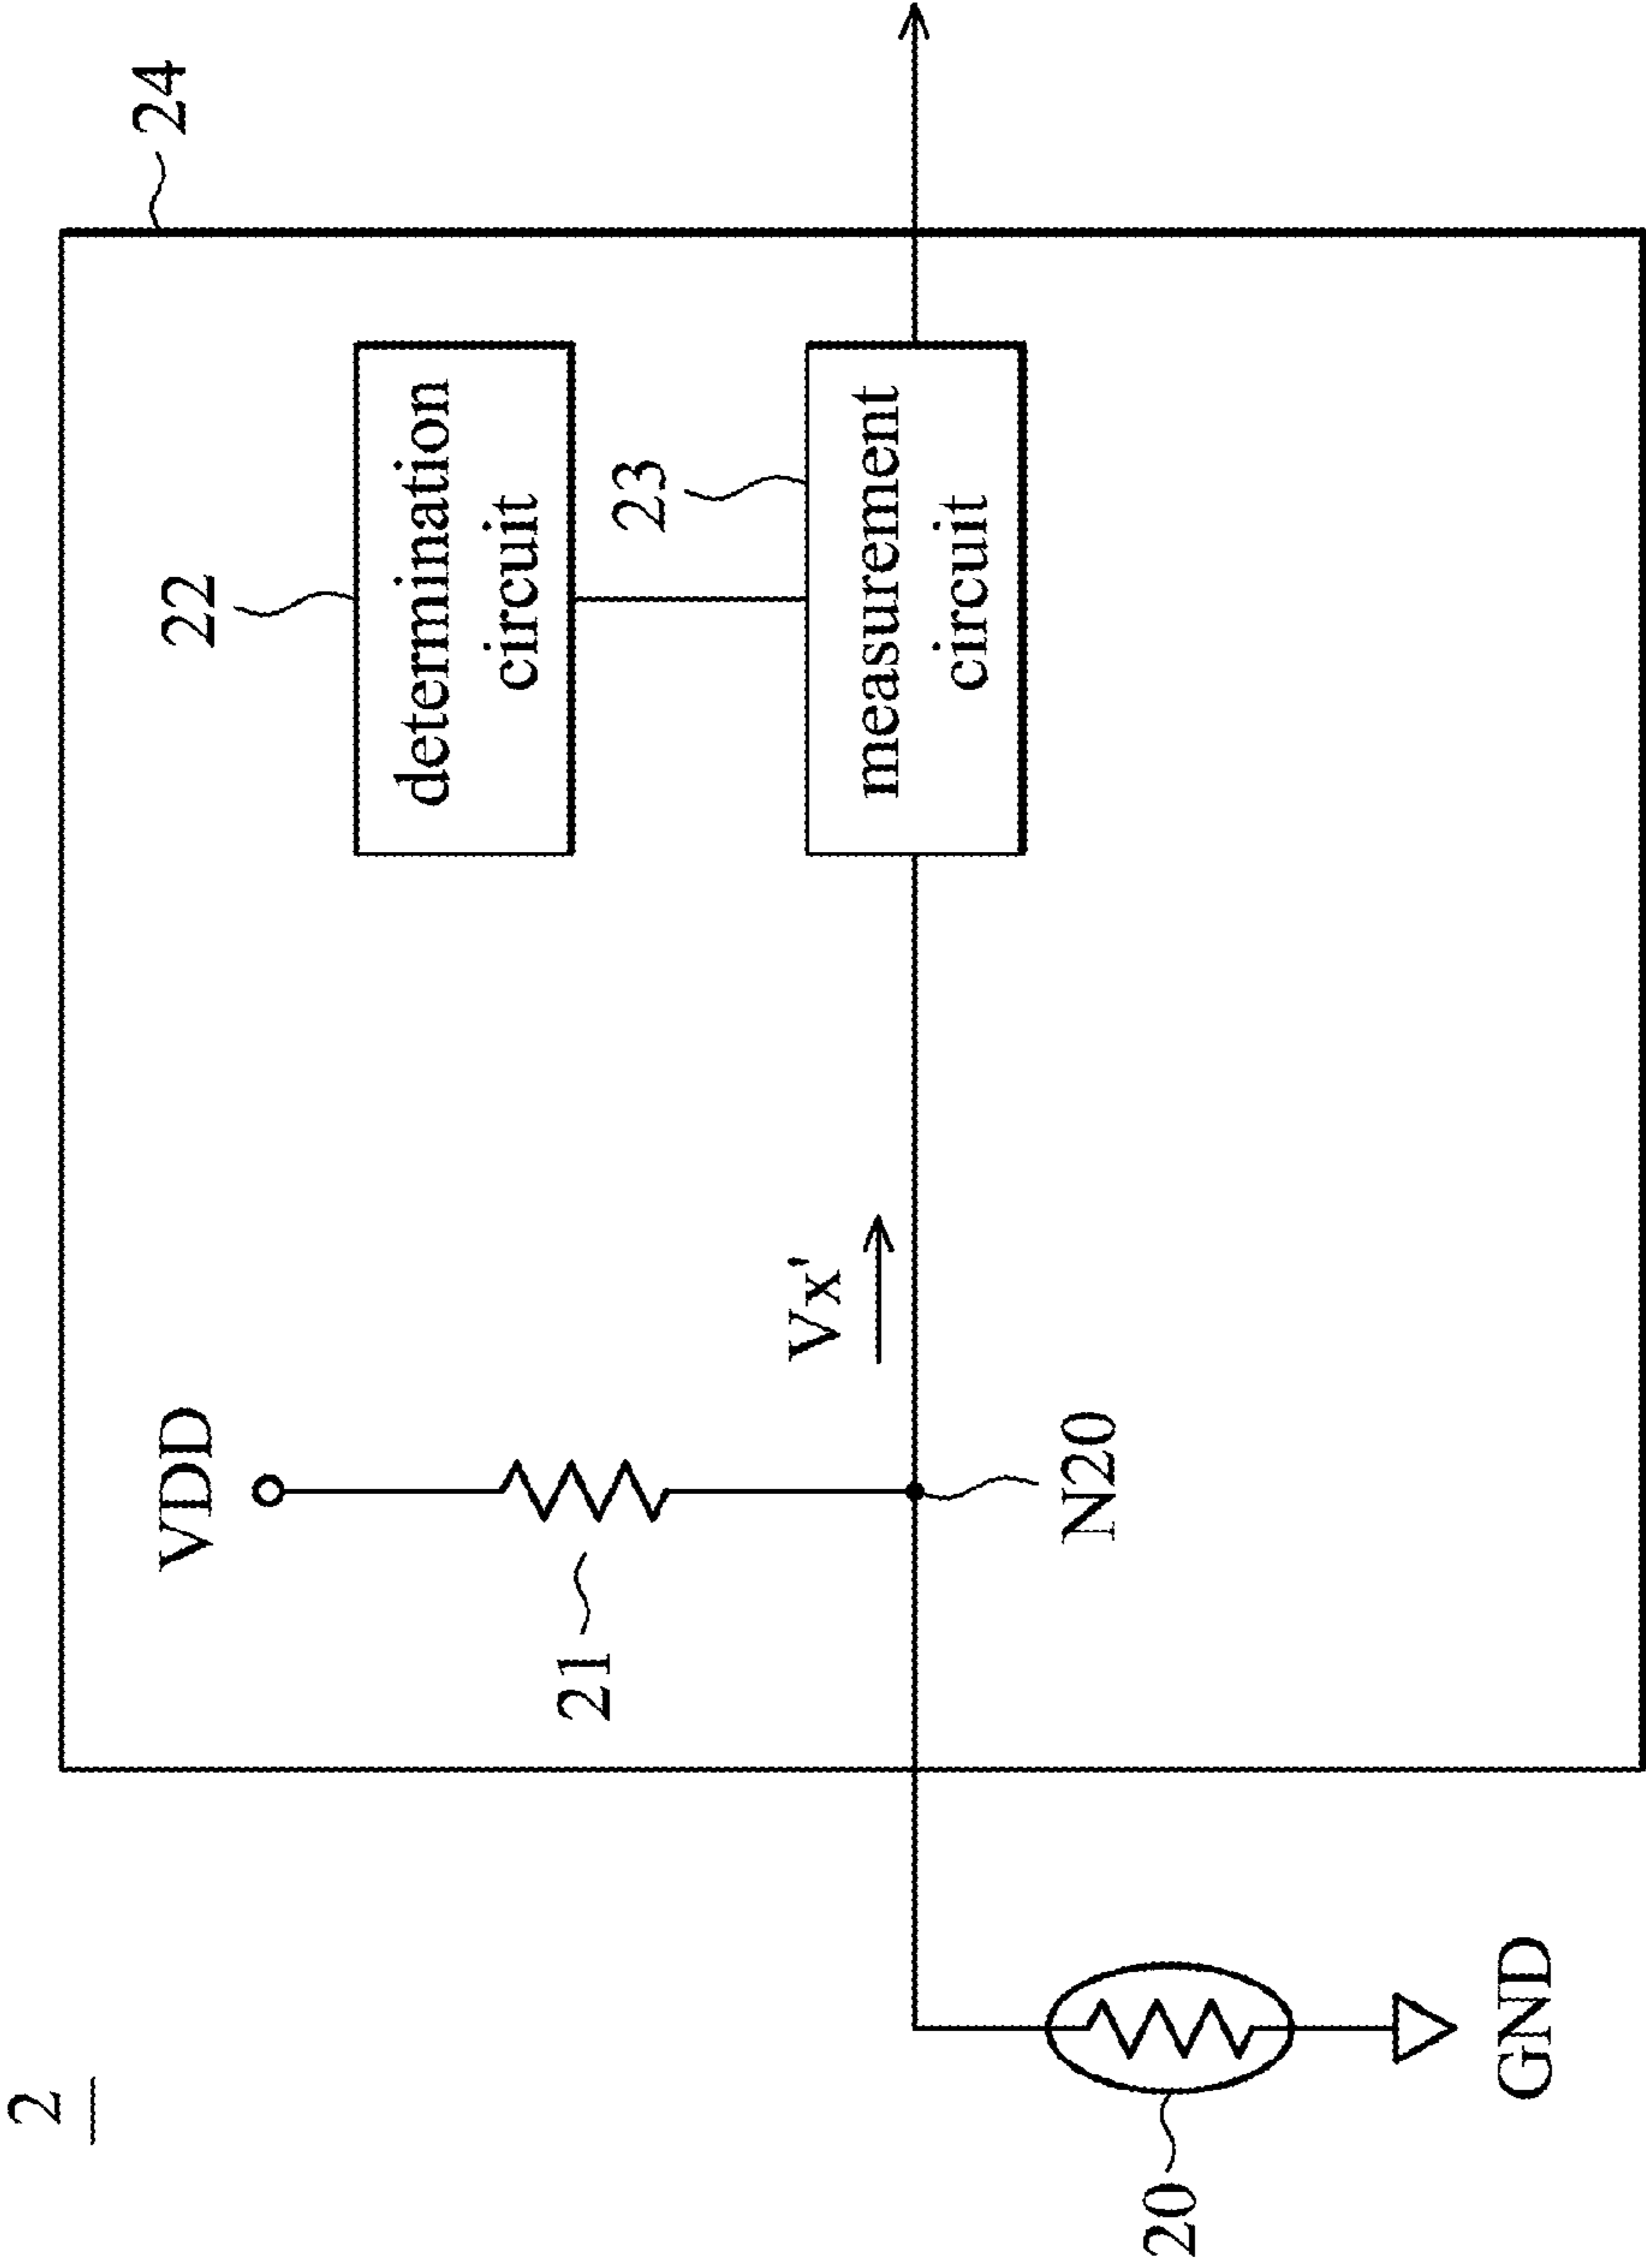 2
24
VDD
22
determination
circuit
21
23
Vx'
measurement
circuit
N20
20
GND